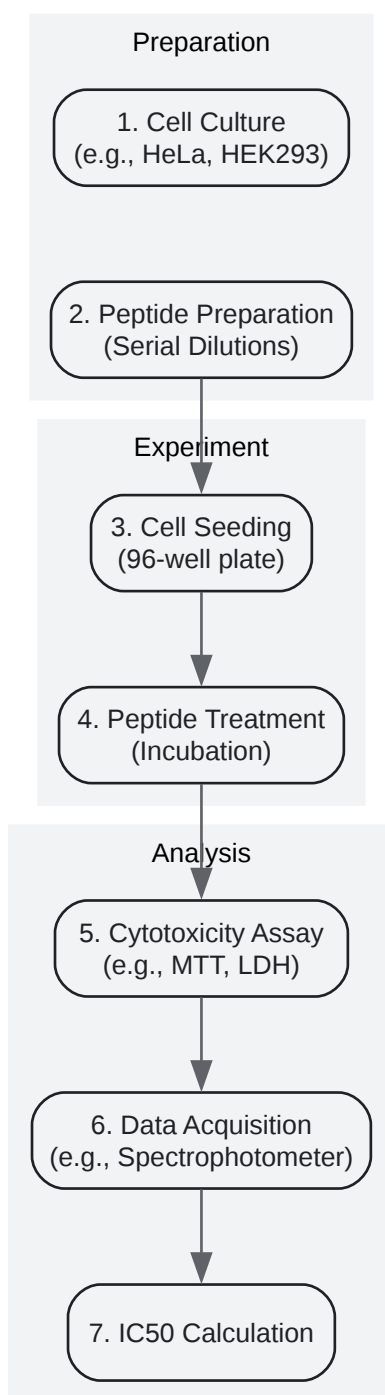 Preparation
1. Cell Culture
(e.g., HeLa, HEK293)
2. Peptide Preparation
(Serial Dilutions)
Experiment
3. Cell Seeding
(96-well plate)
4. Peptide Treatment
(Incubation)
Analysis
5. Cytotoxicity Assay
(e.g., MTT, LDH)
6. Data Acquisition
(e.g., Spectrophotometer)
7. IC50 Calculation